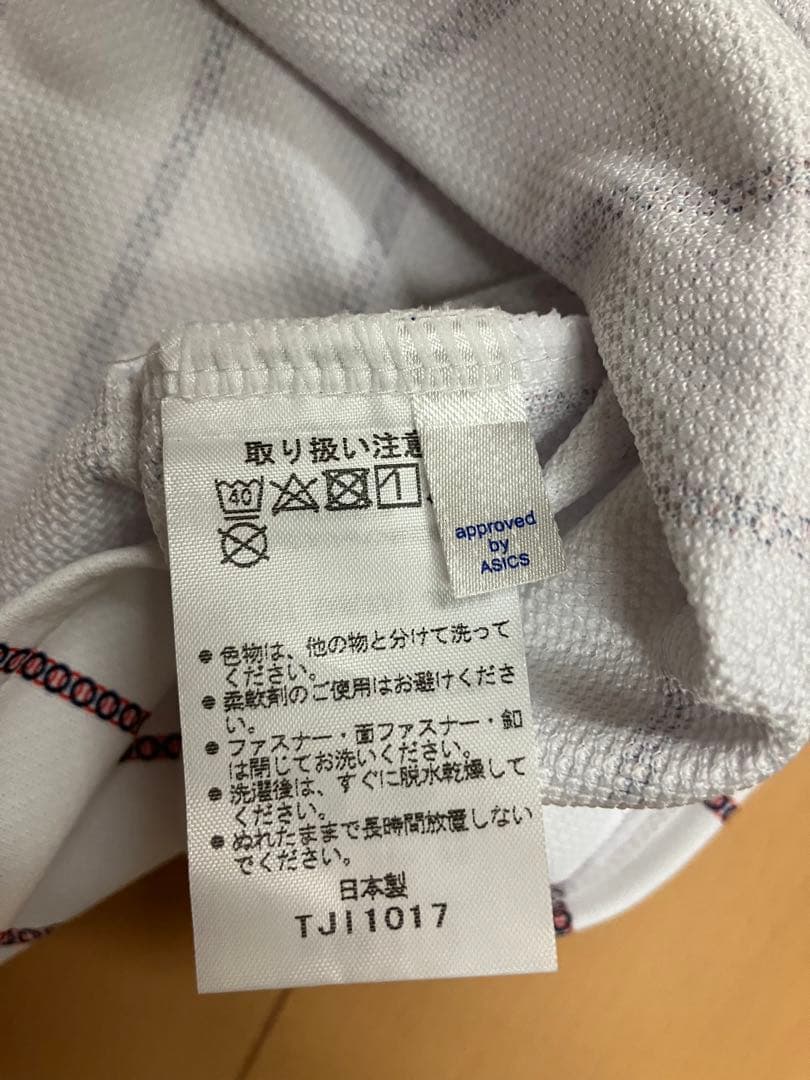 取り扱い注意
40
approved
by
ASICS
● 色物は、他の物と分けて洗って
ください。
● 柔軟剤のご使用はお避けくださ
い。
● ファスナー・面ファスナー・釦
は閉じてお洗いください。
● 洗濯後は、すぐに脱水乾燥して
ください。
● ぬれたままで長時間放置しない
でください。
日本製
TJI1017